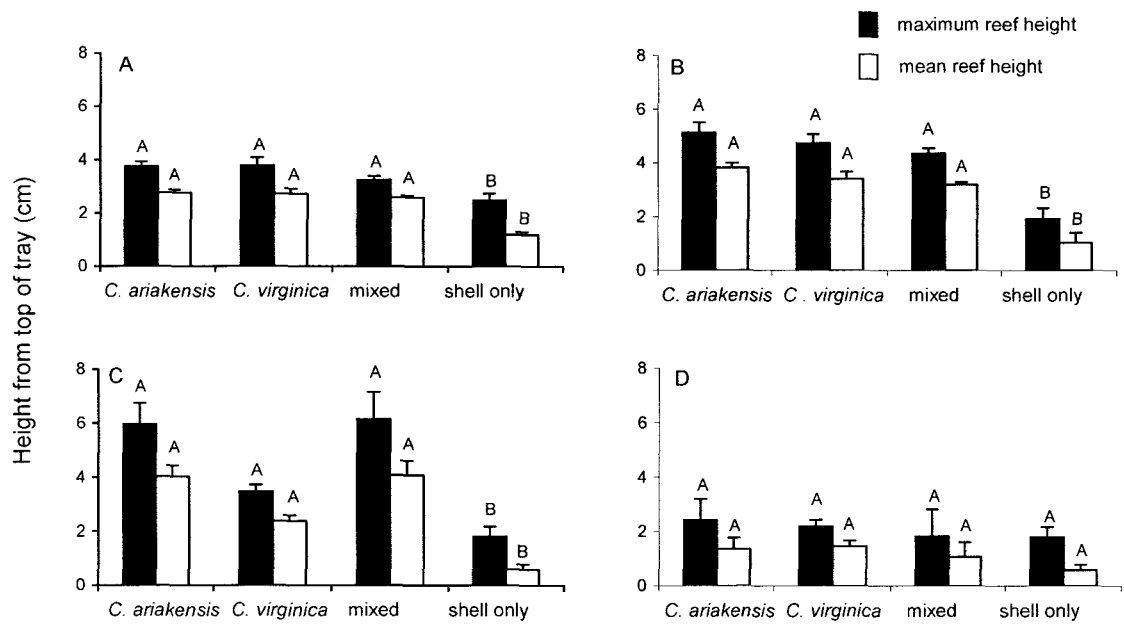 maximum reef height
mean reef height
Height from top of tray (cm)
A
8
6
4
2
0
A
A
A
A
A
A
B
B
C. ariakensis C. virginica mixed shell only
B
8
6
4
2
0
A
A
A
A
A
A
B
B
C. ariakensis C . virginica mixed shell only
C
8
6
4
2
0
A
A
A
A
A
A
B
B
C. ariakensis C. virginica mixed shell only
D
8
6
4
2
0
A
A
A
A
A
A
A
A
C. ariakensis C. virginica mixed shell only